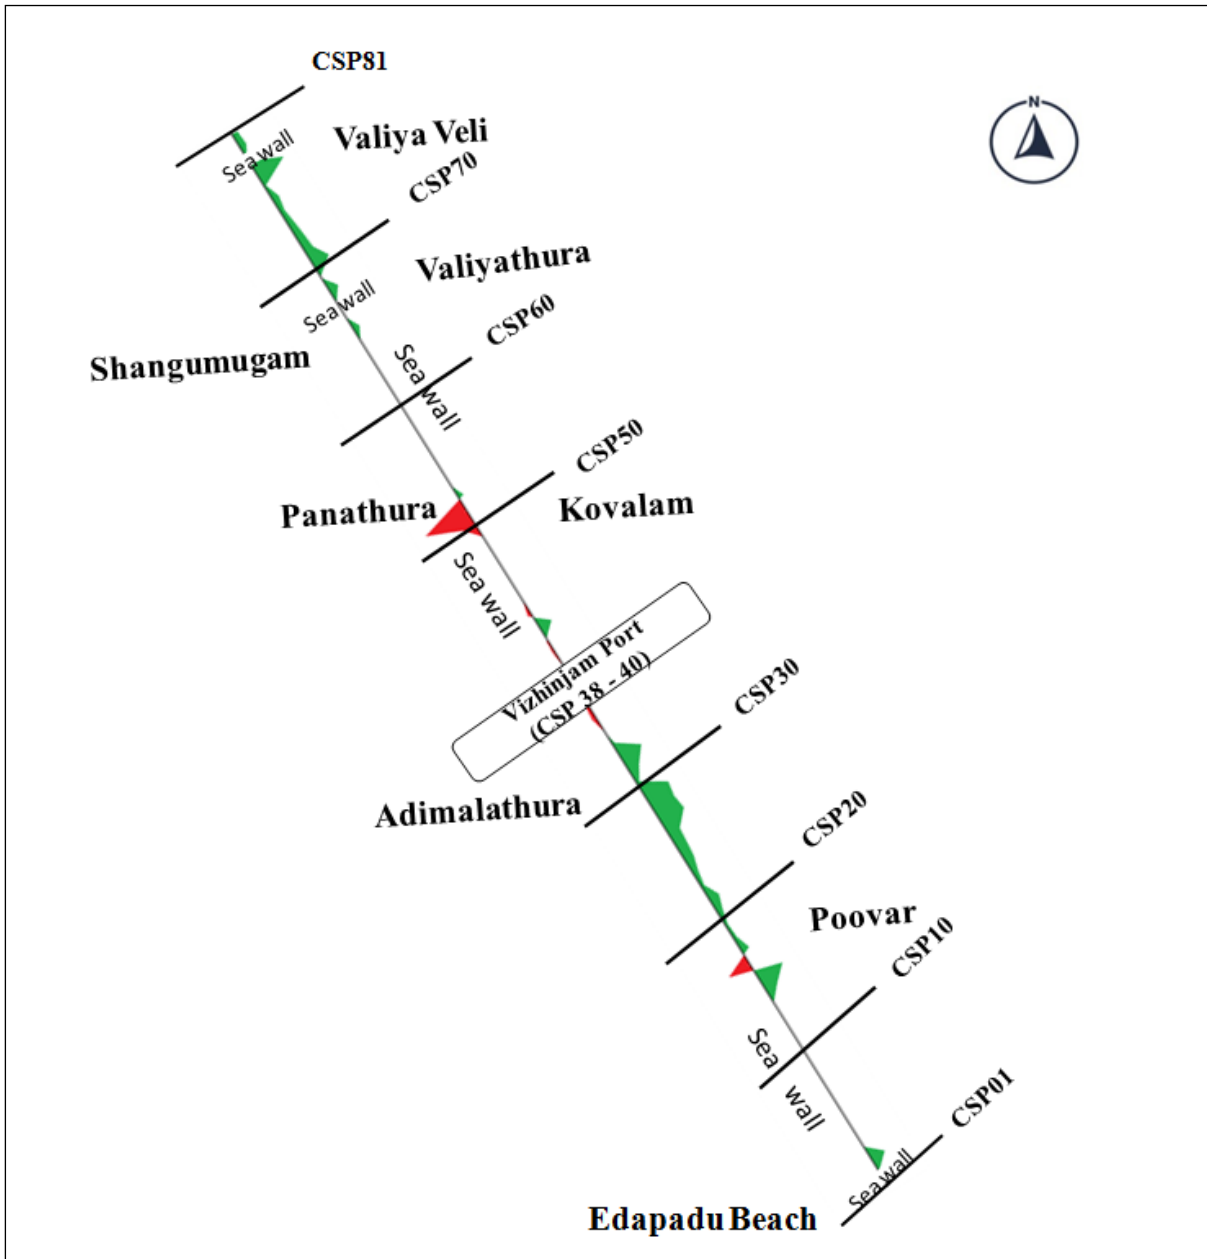 CSP81
N
Valiya Veli
Sea wall
CSP70
Valiyathura
Sea wall
CSP60
Shangumugam
Sea wall
CSP50
Panathura
Kovalam
Sea wall
Vizhinjam Port
(CSP 38 - 40)
CSP30
Adimalathura
CSP20
Poovar
CSP10
Sea wall
CSP01
Sea wall
Edapadu Beach